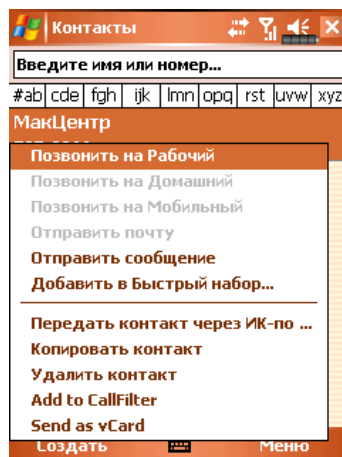 Контакты
Введите имя или номер...
#ab cde fgh ijk lmn opq rst uvw xyz
МакЦентр
Позвонить на Рабочий
Позвонить на Домашний
Позвонить на Мобильный
Отправить почту
Отправить сообщение
Добавить в Быстрый набор...
Передать контакт через ИК-по ...
Копировать контакт
Удалить контакт
Add to CallFilter
Send as vCard
Создать Меню